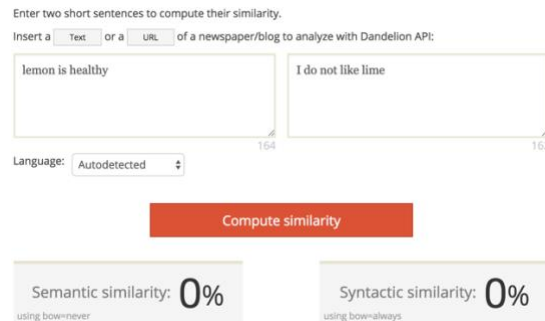 Enter two short sentences to compute their similarity.
Insert a Text or a URL of a newspaper/blog to analyze with Dandelion API:
lemon is healthy
I do not like lime
164
Language: Autodetected
Compute similarity
Semantic similarity: 0%
Syntactic similarity: 0%
using bow=never
using bow=always